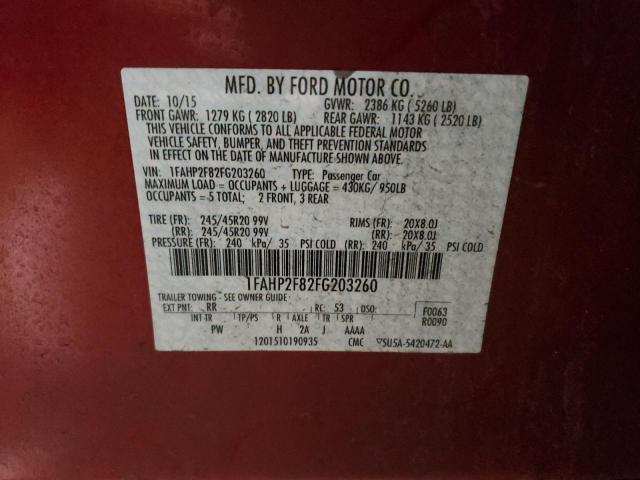 MFD. BY FORD MOTOR CO.
DATE: 10/15 GVWR: 2386 KG ( 5260 LB)
FRONT GAWR: 1279 KG ( 2820 LB) REAR GAWR: 1143 KG ( 2520 LB)
THIS VEHICLE CONFORMS TO ALL APPLICABLE FEDERAL MOTOR
VEHICLE SAFETY, BUMPER, AND THEFT PREVENTION STANDARDS
IN EFFECT ON THE DATE OF MANUFACTURE SHOWN ABOVE.
VIN: 1FAHP2F82FG203260 TYPE: Passenger Car
MAXIMUM LOAD = OCCUPANTS + LUGGAGE = 430KG/ 950LB
OCCUPANTS = 5 TOTAL: 2 FRONT, 3 REAR
TIRE (FR): 245/45R20 99V RIMS (FR): 20X8.0J
(RR): 245/45R20 99V (RR): 20X8.0J
PRESSURE (FR): 240 kPa/ 35 PSI COLD (RR): 240 kPa/ 35 PSI COLD
1FAHP2F82FG203260
TRAILER TOWING - SEE OWNER GUIDE.
EXT PNT: RR RC: 53 DSO: F0063
INT TR TP/PS R AXLE TR SPR R0090
PW H 2A J AAAA
1201510190935 CMC ▽5U5A-5420472-AA